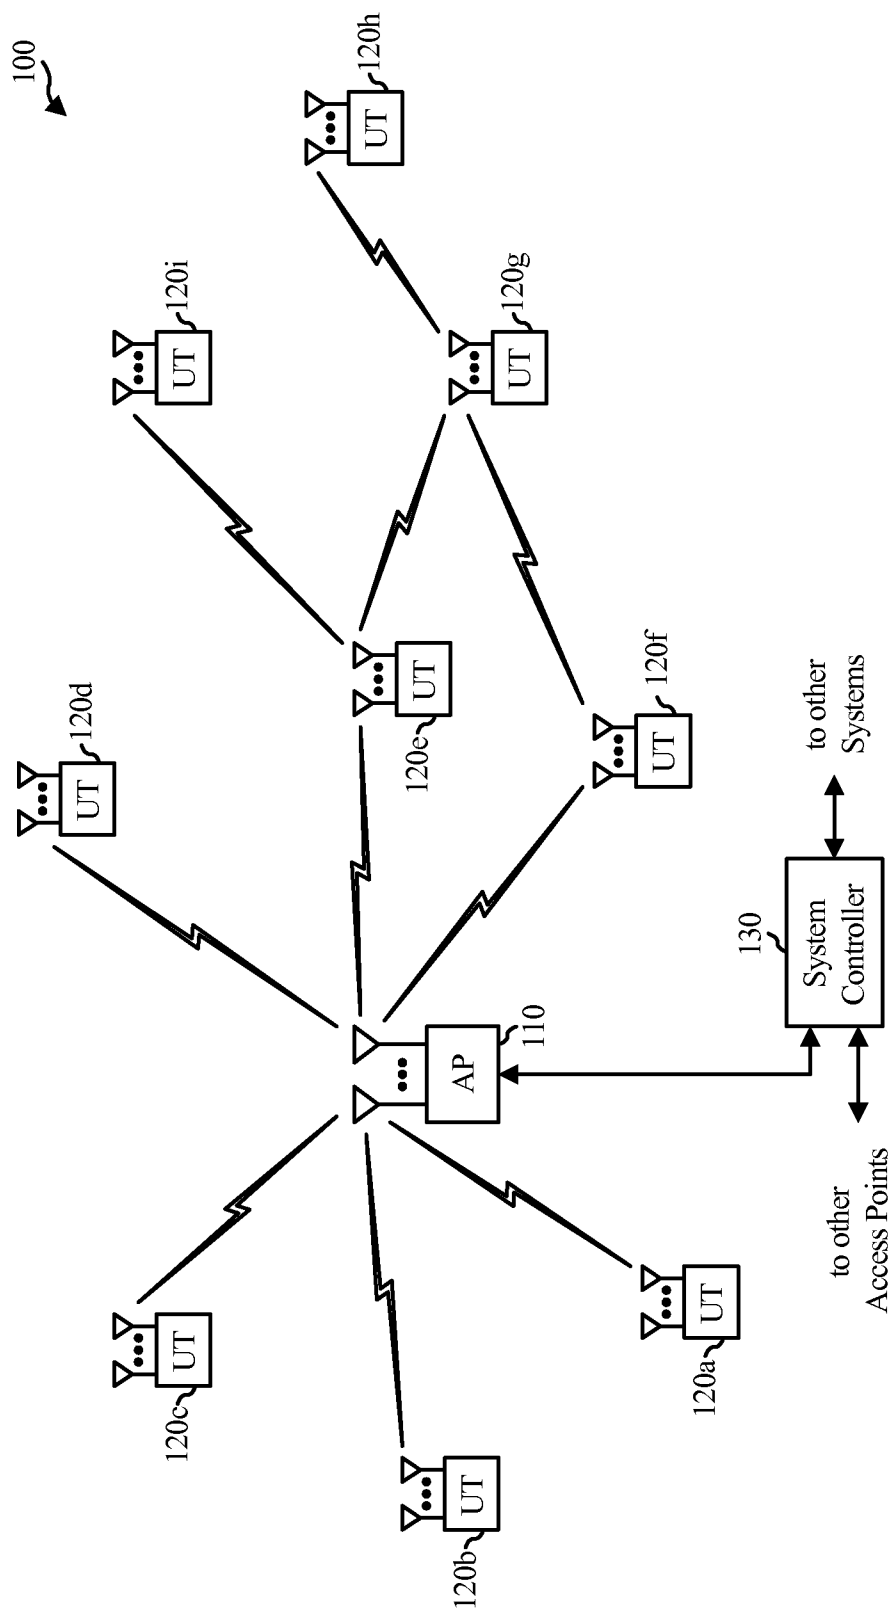 100
UT
120d
UT
120i
UT
120c
UT
120h
UT
120e
AP
110
UT
120g
UT
120b
UT
120f
UT
120a
130
System
Controller
to other
Systems
to other
Access Points